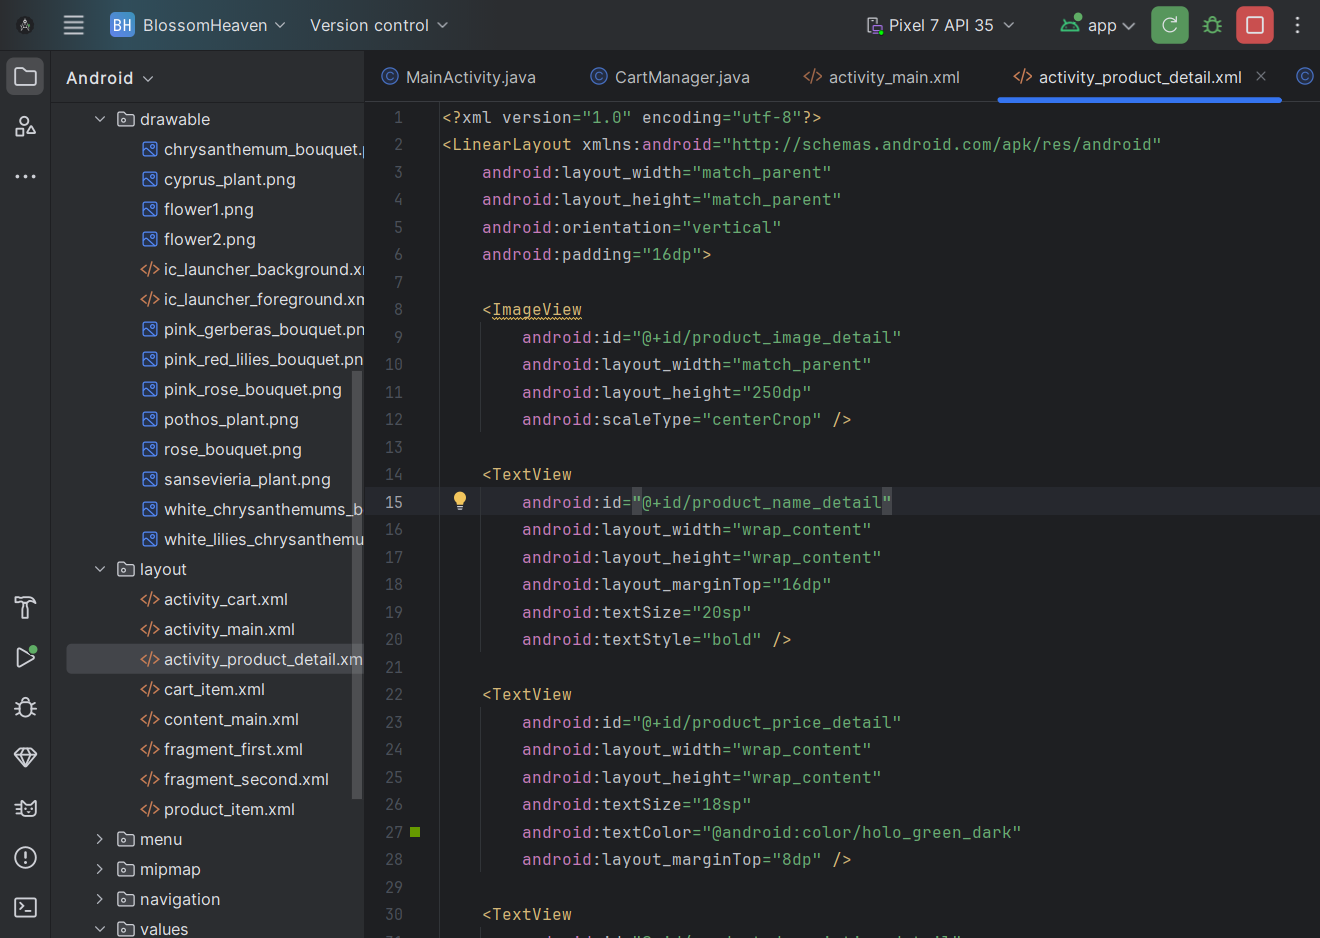 BH BlossomHeaven Version control Pixel 7 API 35 app
Android
MainActivity.java CartManager.java activity_main.xml activity_product_detail.xml
drawable
chrysanthemum_bouquet.p
cyprus_plant.png
flower1.png
flower2.png
ic_launcher_background.xm
ic_launcher_foreground.xm
pink_gerberas_bouquet.pn
pink_red_lilies_bouquet.pn
pink_rose_bouquet.png
pothos_plant.png
rose_bouquet.png
sansevieria_plant.png
white_chrysanthemums_b
white_lilies_chrysanthemu
layout
activity_cart.xml
activity_main.xml
activity_product_detail.xm
cart_item.xml
content_main.xml
fragment_first.xml
fragment_second.xml
product_item.xml
menu
mipmap
navigation
values
1 <?xml version="1.0" encoding="utf-8"?>
2 <LinearLayout xmlns:android="http://schemas.android.com/apk/res/android"
3 android:layout_width="match_parent"
4 android:layout_height="match_parent"
5 android:orientation="vertical"
6 android:padding="16dp">
7
8 <ImageView
9 android:id="@+id/product_image_detail"
10 android:layout_width="match_parent"
11 android:layout_height="250dp"
12 android:scaleType="centerCrop" />
13
14 <TextView
15 android:id="@+id/product_name_detail"
16 android:layout_width="wrap_content"
17 android:layout_height="wrap_content"
18 android:layout_marginTop="16dp"
19 android:textSize="20sp"
20 android:textStyle="bold" />
21
22 <TextView
23 android:id="@+id/product_price_detail"
24 android:layout_width="wrap_content"
25 android:layout_height="wrap_content"
26 android:textSize="18sp"
27 android:textColor="@android:color/holo_green_dark"
28 android:layout_marginTop="8dp" />
29
30 <TextView